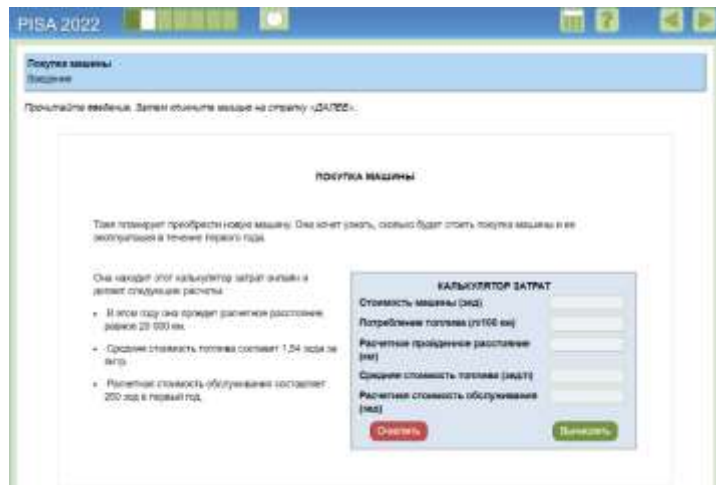 PISA 2022
?
Покупка машины
Введение
Прочитайте введение. Затем кликните мышью на стрелку «ДАЛЕЕ».
ПОКУПКА МАШИНЫ
Тоня планирует приобрести новую машину. Она хочет узнать, сколько будет стоить покупка машины и ее
эксплуатация в течение первого года.
Она находит этот калькулятор затрат онлайн и
делает следующие расчеты:
• В этом году она проедет расчетное расстояние,
равное 20 000 км.
• Средняя стоимость топлива составит 1,84 зеда за
литр.
• Расчетная стоимость обслуживания составляет
250 зед в первый год.
КАЛЬКУЛЯТОР ЗАТРАТ
Стоимость машины (зед)
Потребление топлива (л/100 км)
Расчетное пройденное расстояние
(км)
Средняя стоимость топлива (зед/л)
Расчетная стоимость обслуживания
(зед)
Очистить
Вычислить